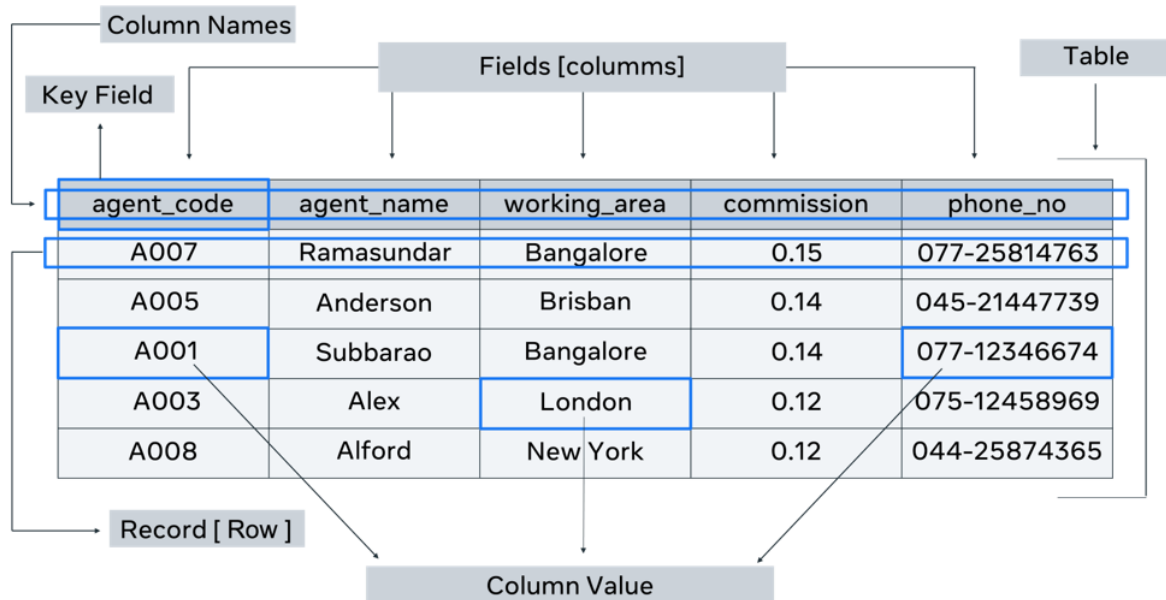 Column Names
Fields [columms]
Table
Key Field
agent_code agent_name working_area commission phone_no
A007 Ramasundar Bangalore 0.15 077-25814763
A005 Anderson Brisban 0.14 045-21447739
A001 Subbarao Bangalore 0.14 077-12346674
A003 Alex London 0.12 075-12458969
A008 Alford New York 0.12 044-25874365
Record [ Row ]
Column Value